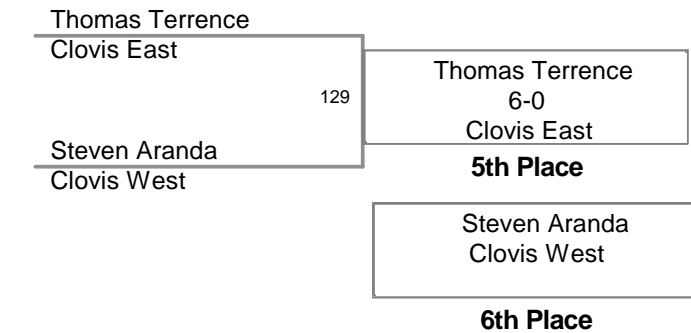 Thomas Terrence
Clovis East
129
Steven Aranda
Clovis West
Thomas Terrence
6-0
Clovis East
5th Place
Steven Aranda
Clovis West
6th Place